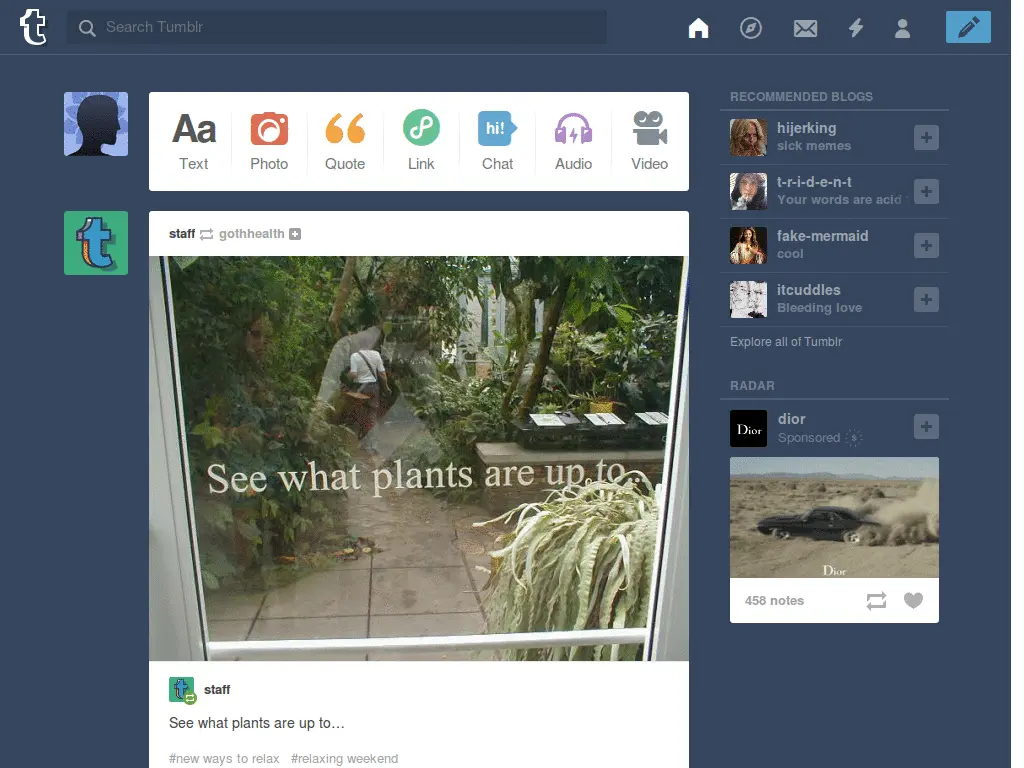 Search Tumblr
Aa
Text
Photo
Quote
Link
hi!
Chat
Audio
Video
staff gothhealth
See what plants are up to...
staff
See what plants are up to…
#new ways to relax #relaxing weekend
RECOMMENDED BLOGS
hijerking
sick memes
t-r-i-d-e-n-t
Your words are acid
fake-mermaid
cool
itcuddles
Bleeding love
Explore all of Tumblr
RADAR
Dior
dior
Sponsored
Dior
458 notes